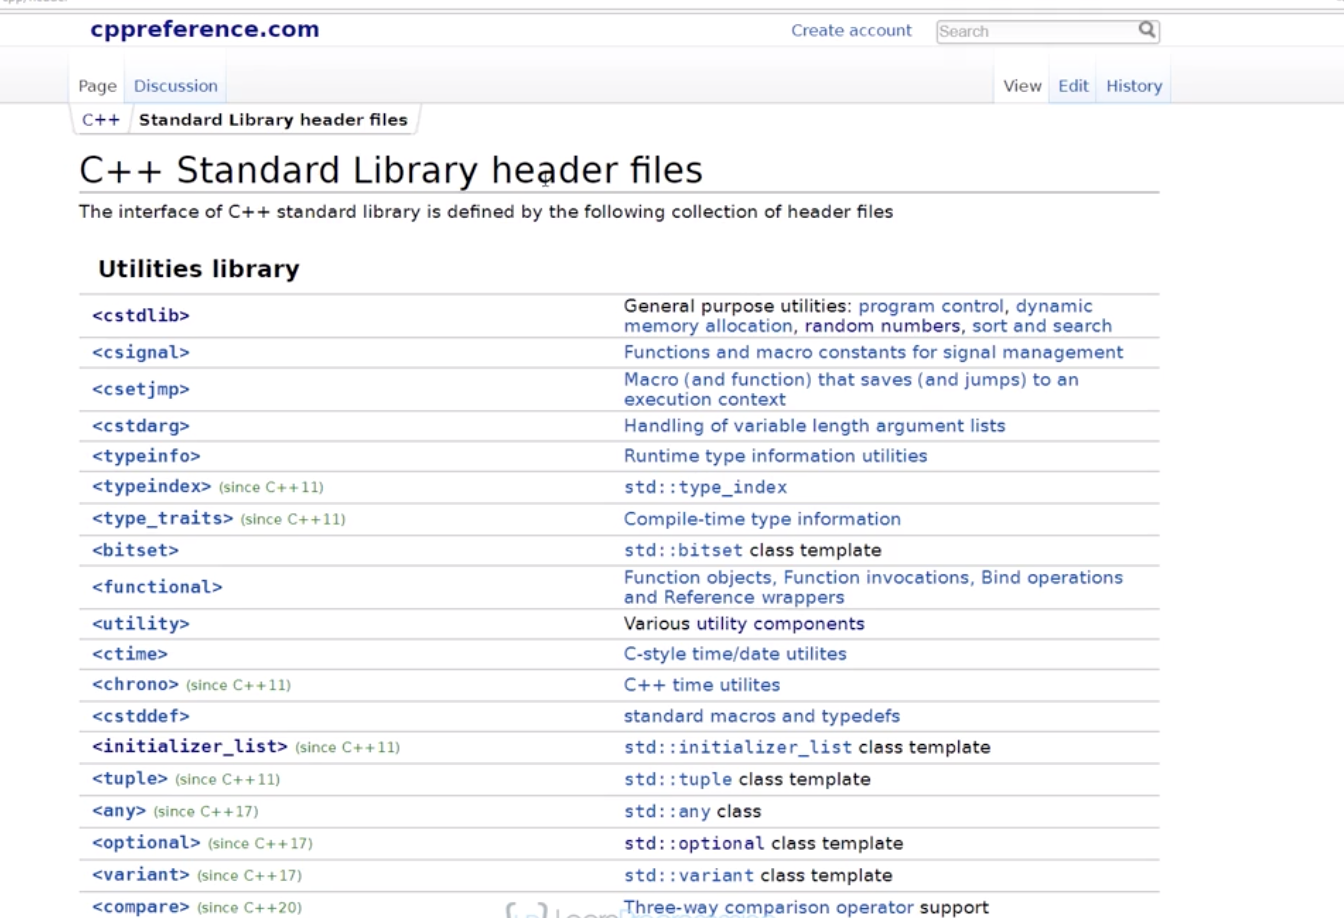 cppreference.com
Create account
Search
Page Discussion
View Edit History
C++ Standard Library header files
C++ Standard Library header files
The interface of C++ standard library is defined by the following collection of header files
Utilities library
<cstdlib> General purpose utilities: program control, dynamic
memory allocation, random numbers, sort and search
<csignal> Functions and macro constants for signal management
<csetjmp> Macro (and function) that saves (and jumps) to an
execution context
<cstdarg> Handling of variable length argument lists
<typeinfo> Runtime type information utilities
<typeindex> (since C++11) std::type_index
<type_traits> (since C++11) Compile-time type information
<bitset> std::bitset class template
<functional> Function objects, Function invocations, Bind operations
and Reference wrappers
<utility> Various utility components
<ctime> C-style time/date utilites
<chrono> (since C++11) C++ time utilites
<cstddef> standard macros and typedefs
<initializer_list> (since C++11) std::initializer_list class template
<tuple> (since C++11) std::tuple class template
<any> (since C++17) std::any class
<optional> (since C++17) std::optional class template
<variant> (since C++17) std::variant class template
<compare> (since C++20) Three-way comparison operator support